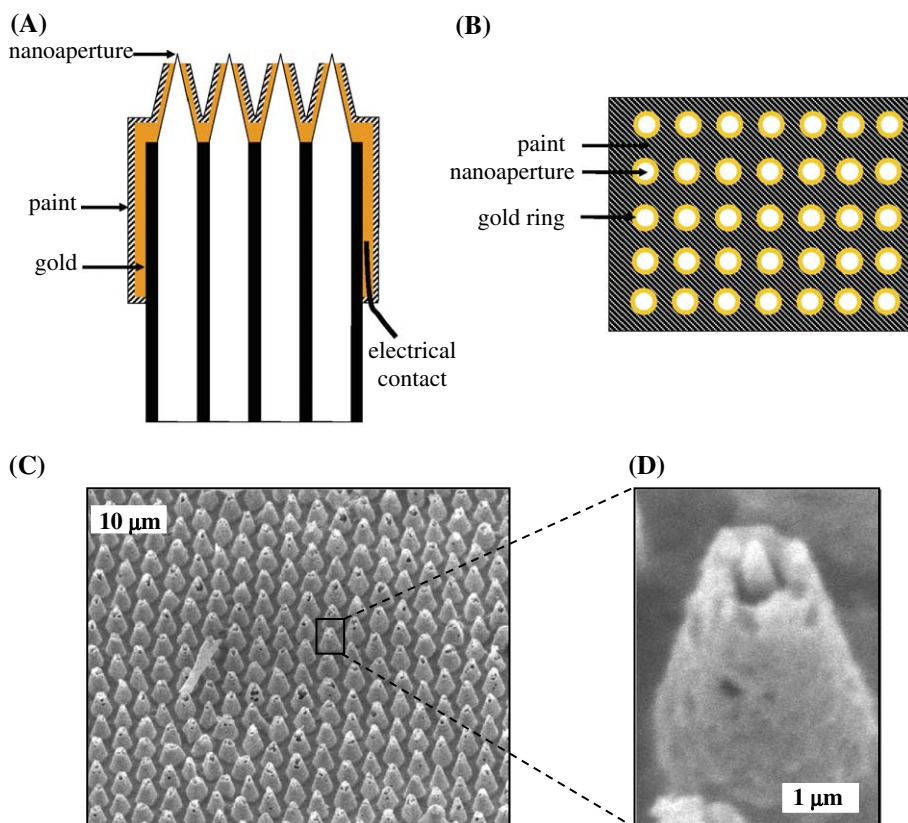 (A)
nanoaperture
paint
gold
electrical
contact
(B)
paint
nanoaperture
gold ring
(C)
10 μm
(D)
1 μm